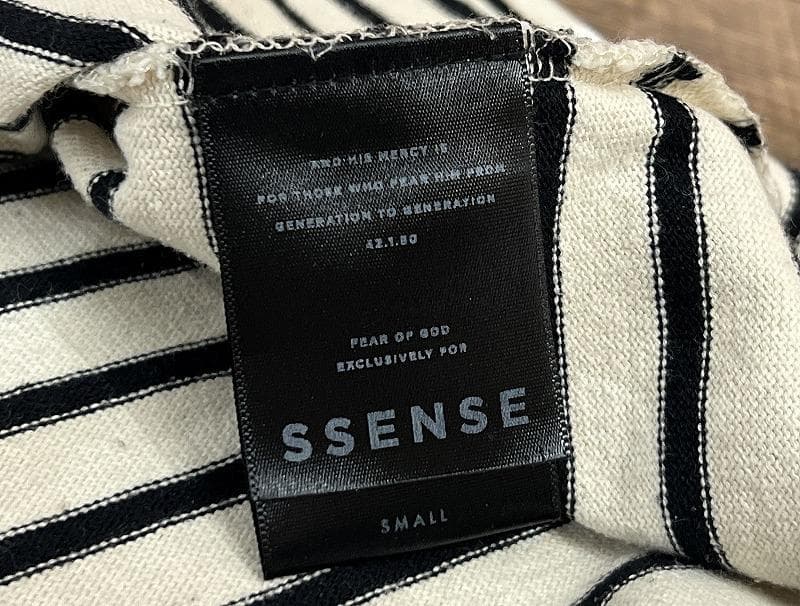 AND HIS MERCY IS
FOR THOSE WHO FEAR HIM FROM
GENERATION TO GENERATION
42.1.50
FEAR OF GOD
EXCLUSIVELY FOR
SSENSE
SMALL